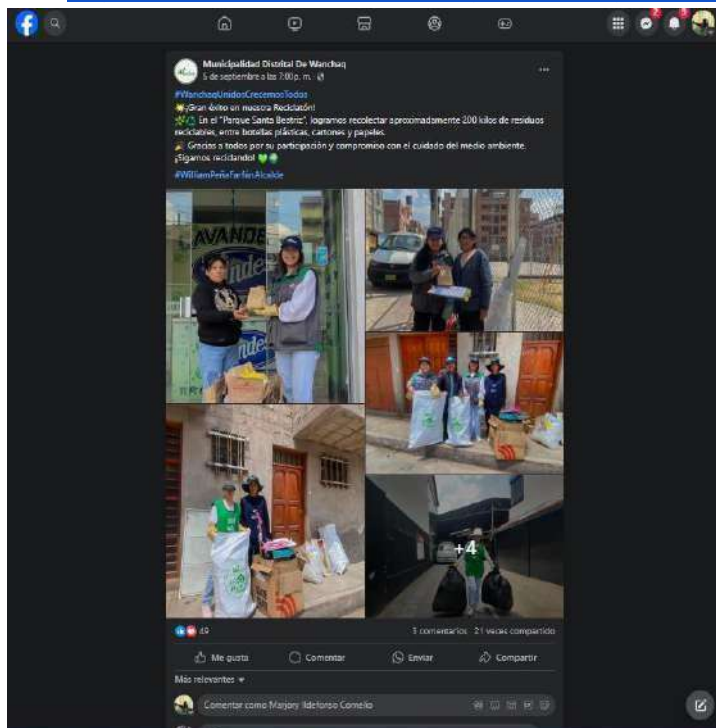 Municipalidad Distrital De Wanchaq
5 de septiembre a las 7:00 p. m.
#WanchaqUnidosCrecemosTodos
¡Gran éxito en nuestra Reciclatón!
En el "Parque Santa Beatriz", logramos recolectar aproximadamente 200 kilos de residuos
reciclables, entre botellas plásticas, cartones y papeles.
Gracias a todos por su participación y compromiso con el cuidado del medio ambiente.
¡Sigamos reciclando!
#WilliamPeñaFarfánAlcalde
AVANDE
+4
49
3 comentarios 21 veces compartido
Me gusta Comentar Enviar Compartir
Más relevantes
Comentar como Marjory Ildefonso Cornelio